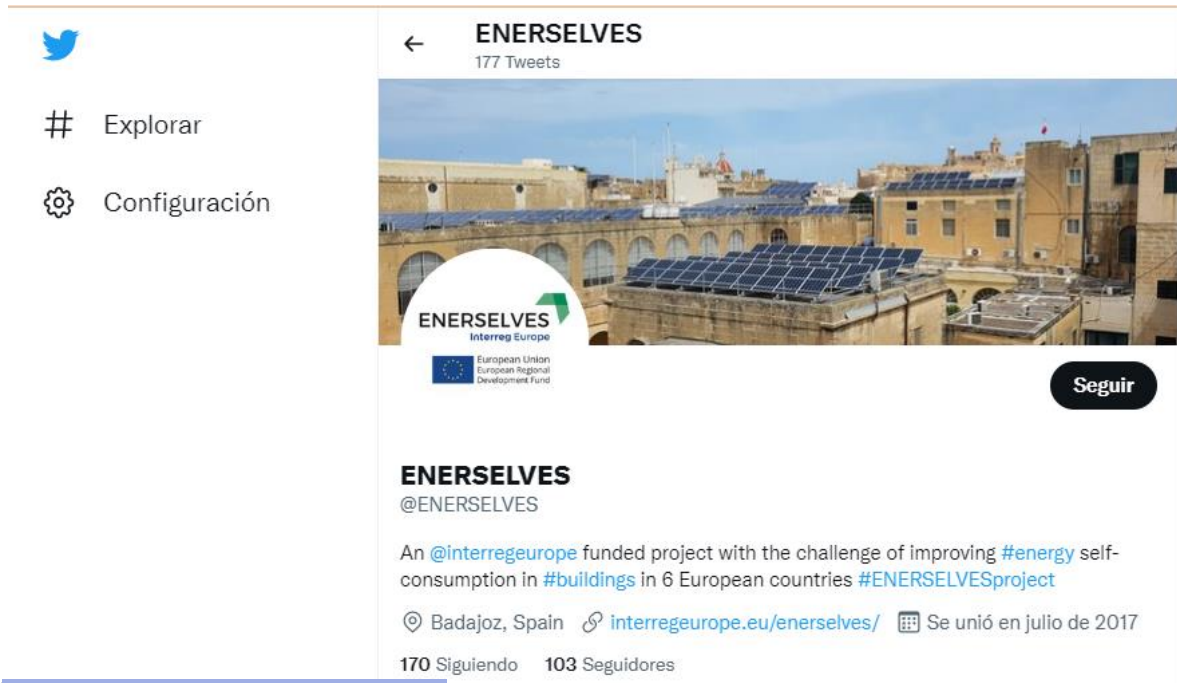 ENERSELVES
177 Tweets
Explorar
Configuración
ENERSELVES
Interreg Europe
European Union
European Regional
Development Fund
Seguir
ENERSELVES
@ENERSELVES
An @interregeurope funded project with the challenge of improving #energy self-
consumption in #buildings in 6 European countries #ENERSELVESproject
Badajoz, Spain interregeurope.eu/enerselves/ Se unió en julio de 2017
170 Siguiendo 103 Seguidores